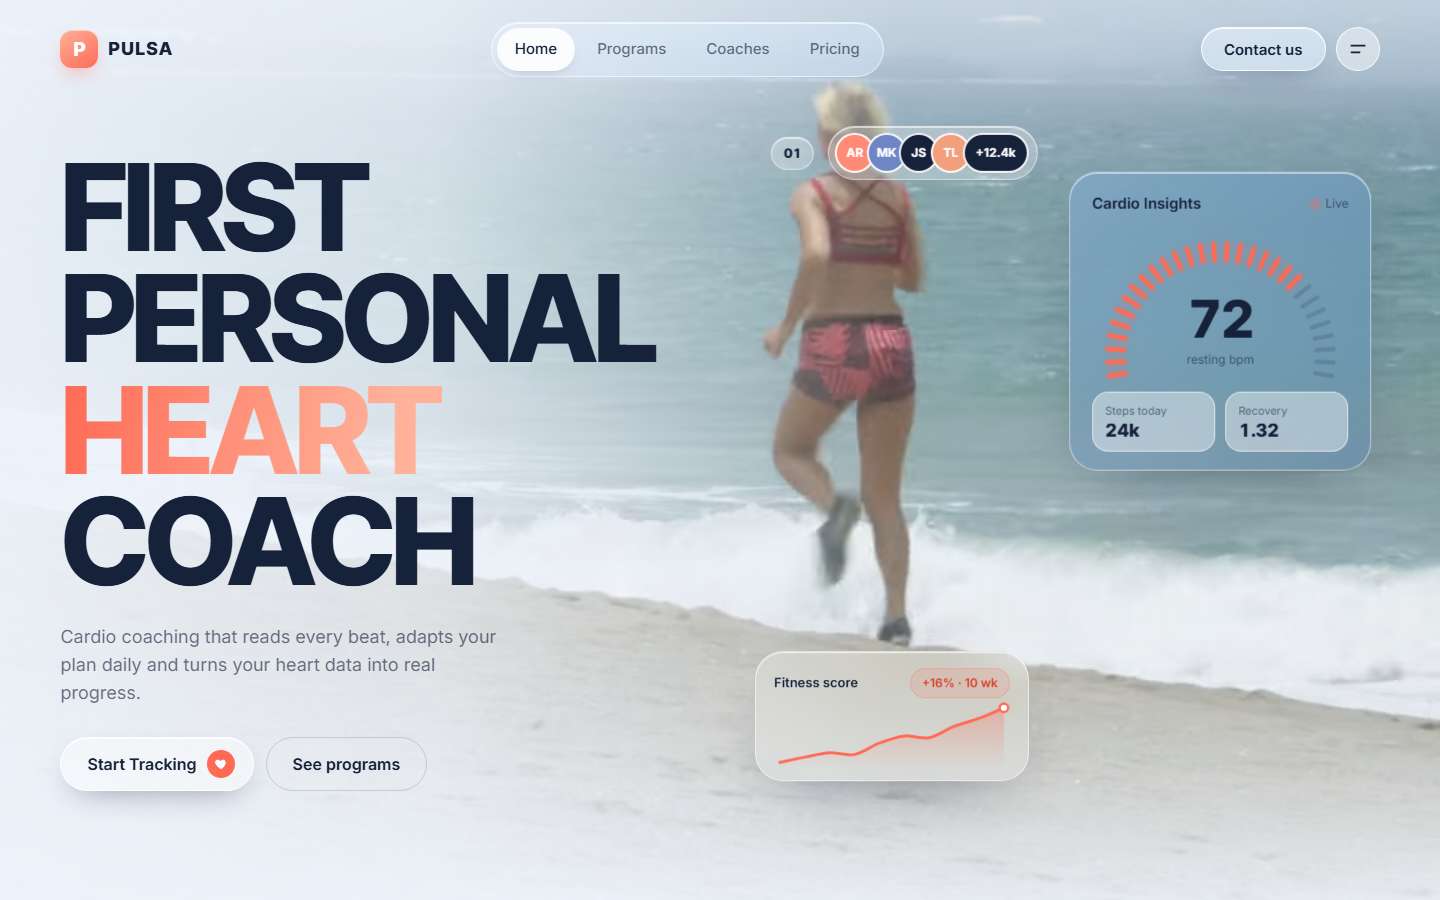 P PULSA
Home Programs Coaches Pricing
Contact us
FIRST
PERSONAL
HEART
COACH
Cardio coaching that reads every beat, adapts your
plan daily and turns your heart data into real
progress.
Start Tracking
See programs
01
AR MK JS TL +12.4k
Cardio Insights
Live
72
resting bpm
Steps today
24k
Recovery
1.32
Fitness score
+16% · 10 wk